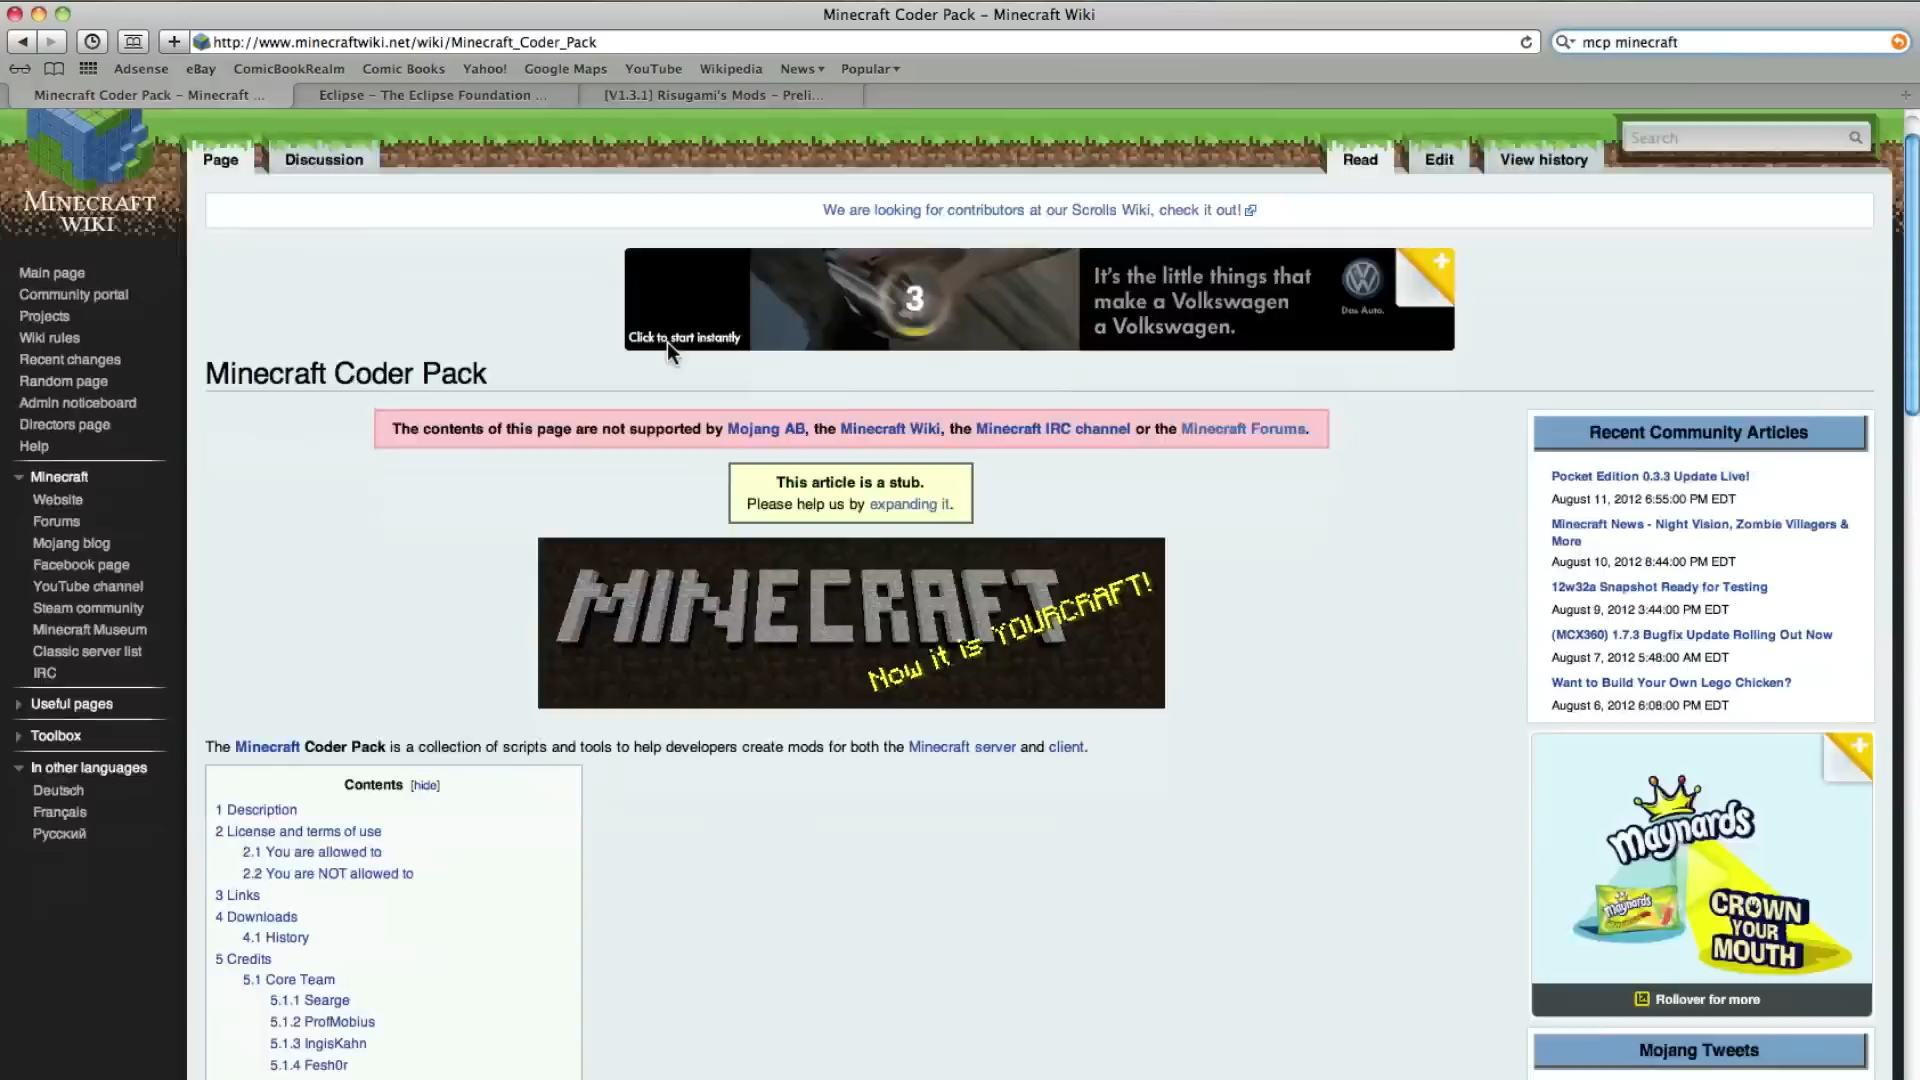 Minecraft Coder Pack – Minecraft Wiki
http://www.minecraftwiki.net/wiki/Minecraft_Coder_Pack
mcp minecraft
Adsense eBay ComicBookRealm Comic Books Yahoo! Google Maps YouTube Wikipedia News Popular
Minecraft Coder Pack – Minecraft ...
Eclipse – The Eclipse Foundation ...
[V1.3.1] Risugami's Mods – Preli...
Page
Discussion
Read
Edit
View history
Search
MINECRAFT
WIKI
We are looking for contributors at our Scrolls Wiki, check it out!
Click to start instantly
3
It's the little things that
make a Volkswagen
a Volkswagen.
Das Auto.
Main page
Community portal
Projects
Wiki rules
Recent changes
Random page
Admin noticeboard
Directors page
Help
Minecraft
Website
Forums
Mojang blog
Facebook page
YouTube channel
Steam community
Minecraft Museum
Classic server list
IRC
Useful pages
Toolbox
In other languages
Deutsch
Français
Русский
Minecraft Coder Pack
The contents of this page are not supported by Mojang AB, the Minecraft Wiki, the Minecraft IRC channel or the Minecraft Forums.
This article is a stub.
Please help us by expanding it.
MINECRAFT
Now it is YOURCRAFT!
The Minecraft Coder Pack is a collection of scripts and tools to help developers create mods for both the Minecraft server and client.
Contents [hide]
1 Description
2 License and terms of use
2.1 You are allowed to
2.2 You are NOT allowed to
3 Links
4 Downloads
4.1 History
5 Credits
5.1 Core Team
5.1.1 Searge
5.1.2 ProfMobius
5.1.3 IngisKahn
5.1.4 Fesh0r
Recent Community Articles
Pocket Edition 0.3.3 Update Live!
August 11, 2012 6:55:00 PM EDT
Minecraft News - Night Vision, Zombie Villagers &
More
August 10, 2012 8:44:00 PM EDT
12w32a Snapshot Ready for Testing
August 9, 2012 3:44:00 PM EDT
(MCX360) 1.7.3 Bugfix Update Rolling Out Now
August 7, 2012 5:48:00 AM EDT
Want to Build Your Own Lego Chicken?
August 6, 2012 6:08:00 PM EDT
maynards
maynards
CROWN
YOUR
MOUTH
Rollover for more
Mojang Tweets